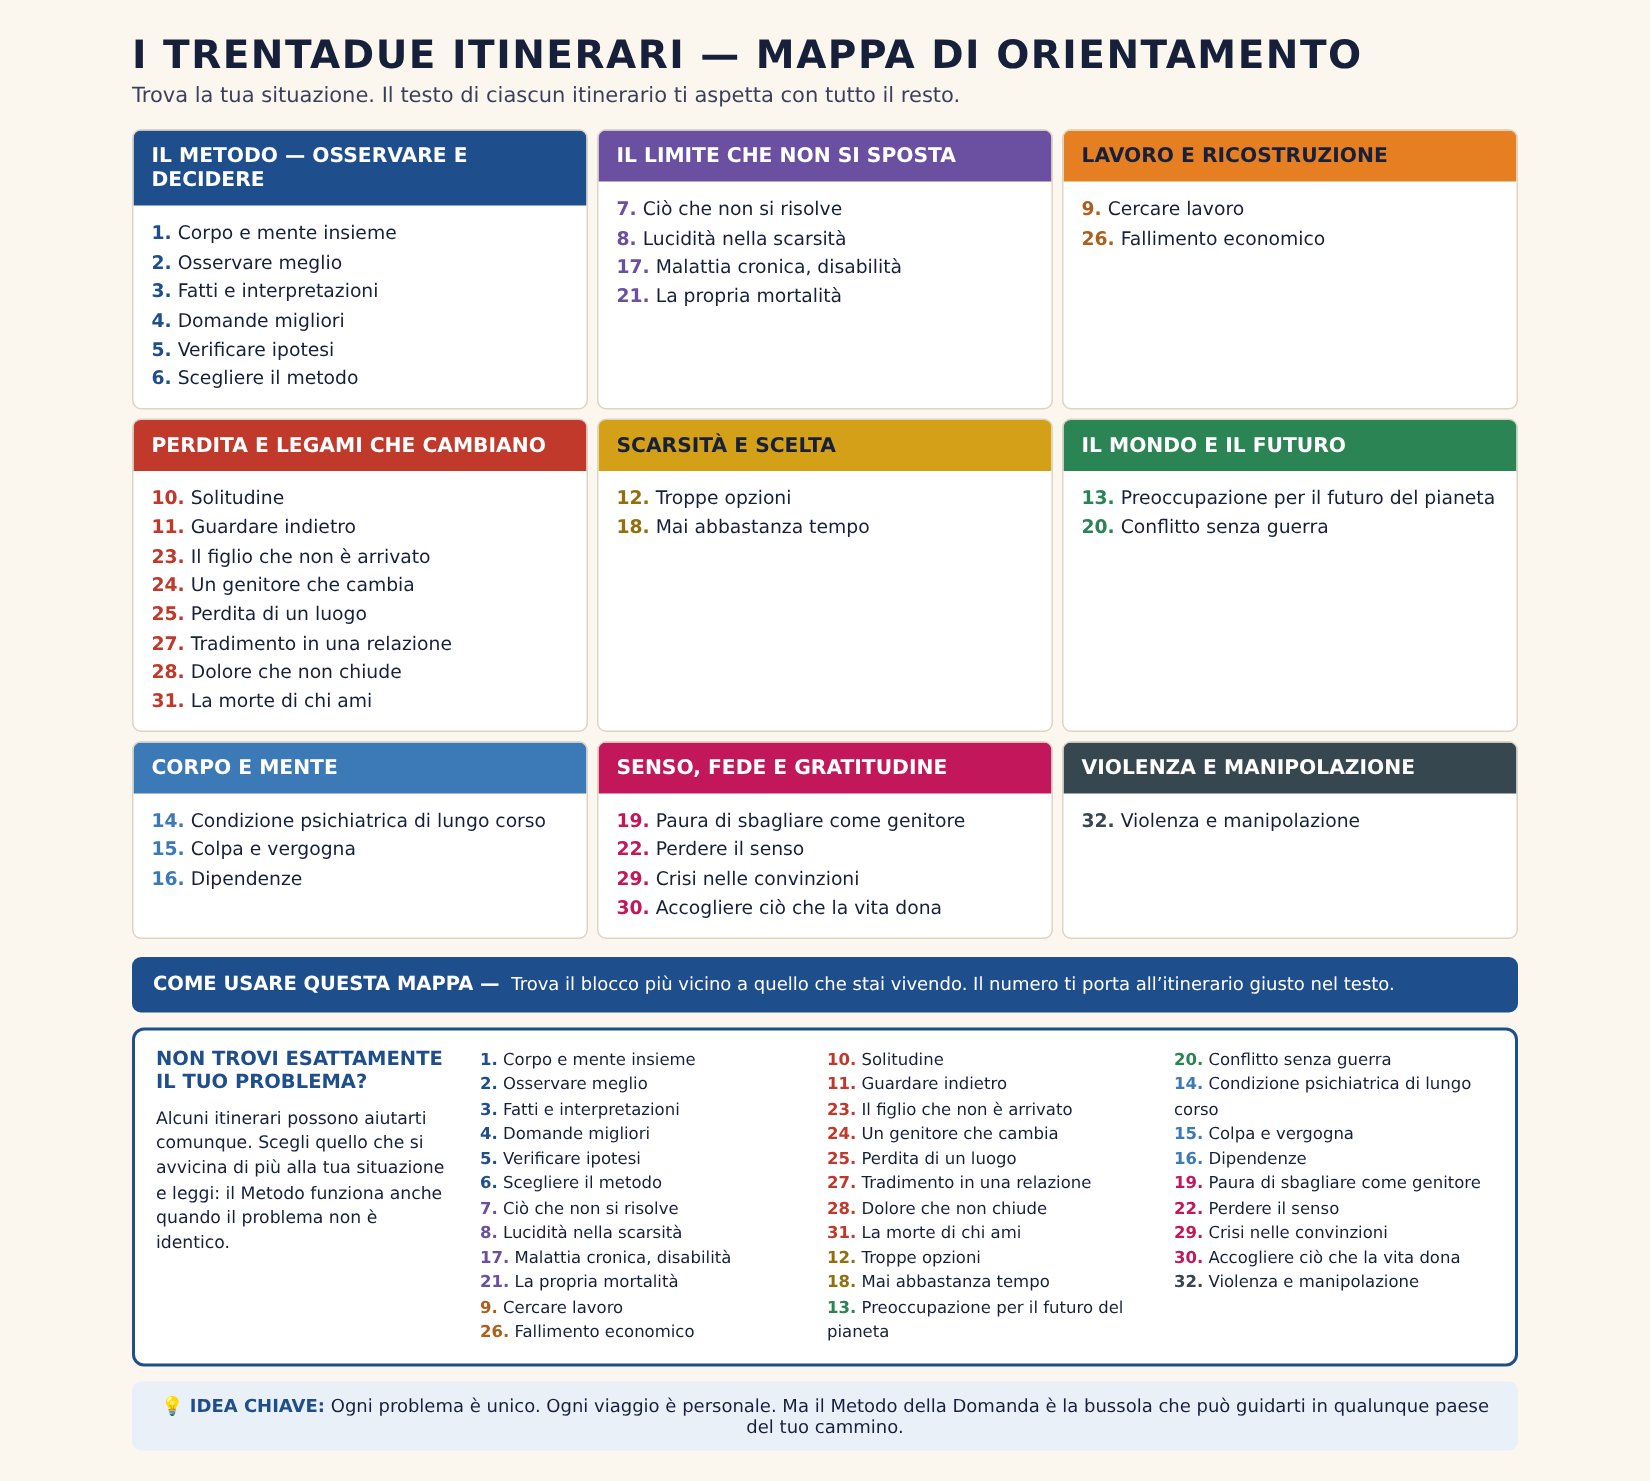 I TRENTADUE ITINERARI — MAPPA DI ORIENTAMENTO
Trova la tua situazione. Il testo di ciascun itinerario ti aspetta con tutto il resto.
IL METODO — OSSERVARE E
DECIDERE
1. Corpo e mente insieme
2. Osservare meglio
3. Fatti e interpretazioni
4. Domande migliori
5. Verificare ipotesi
6. Scegliere il metodo
IL LIMITE CHE NON SI SPOSTA
7. Ciò che non si risolve
8. Lucidità nella scarsità
17. Malattia cronica, disabilità
21. La propria mortalità
LAVORO E RICOSTRUZIONE
9. Cercare lavoro
26. Fallimento economico
PERDITA E LEGAMI CHE CAMBIANO
10. Solitudine
11. Guardare indietro
23. Il figlio che non è arrivato
24. Un genitore che cambia
25. Perdita di un luogo
27. Tradimento in una relazione
28. Dolore che non chiude
31. La morte di chi ami
SCARSITÀ E SCELTA
12. Troppe opzioni
18. Mai abbastanza tempo
IL MONDO E IL FUTURO
13. Preoccupazione per il futuro del pianeta
20. Conflitto senza guerra
CORPO E MENTE
14. Condizione psichiatrica di lungo corso
15. Colpa e vergogna
16. Dipendenze
SENSO, FEDE E GRATITUDINE
19. Paura di sbagliare come genitore
22. Perdere il senso
29. Crisi nelle convinzioni
30. Accogliere ciò che la vita dona
VIOLENZA E MANIPOLAZIONE
32. Violenza e manipolazione
COME USARE QUESTA MAPPA — Trova il blocco più vicino a quello che stai vivendo. Il numero ti porta all’itinerario giusto nel testo.
NON TROVI ESATTAMENTE
IL TUO PROBLEMA?
Alcuni itinerari possono aiutarti
comunque. Scegli quello che si
avvicina di più alla tua situazione
e leggi: il Metodo funziona anche
quando il problema non è
identico.
1. Corpo e mente insieme
2. Osservare meglio
3. Fatti e interpretazioni
4. Domande migliori
5. Verificare ipotesi
6. Scegliere il metodo
7. Ciò che non si risolve
8. Lucidità nella scarsità
17. Malattia cronica, disabilità
21. La propria mortalità
9. Cercare lavoro
26. Fallimento economico
10. Solitudine
11. Guardare indietro
23. Il figlio che non è arrivato
24. Un genitore che cambia
25. Perdita di un luogo
27. Tradimento in una relazione
28. Dolore che non chiude
31. La morte di chi ami
12. Troppe opzioni
18. Mai abbastanza tempo
13. Preoccupazione per il futuro del
pianeta
20. Conflitto senza guerra
14. Condizione psichiatrica di lungo
corso
15. Colpa e vergogna
16. Dipendenze
19. Paura di sbagliare come genitore
22. Perdere il senso
29. Crisi nelle convinzioni
30. Accogliere ciò che la vita dona
32. Violenza e manipolazione
💡 IDEA CHIAVE: Ogni problema è unico. Ogni viaggio è personale. Ma il Metodo della Domanda è la bussola che può guidarti in qualunque paese
del tuo cammino.